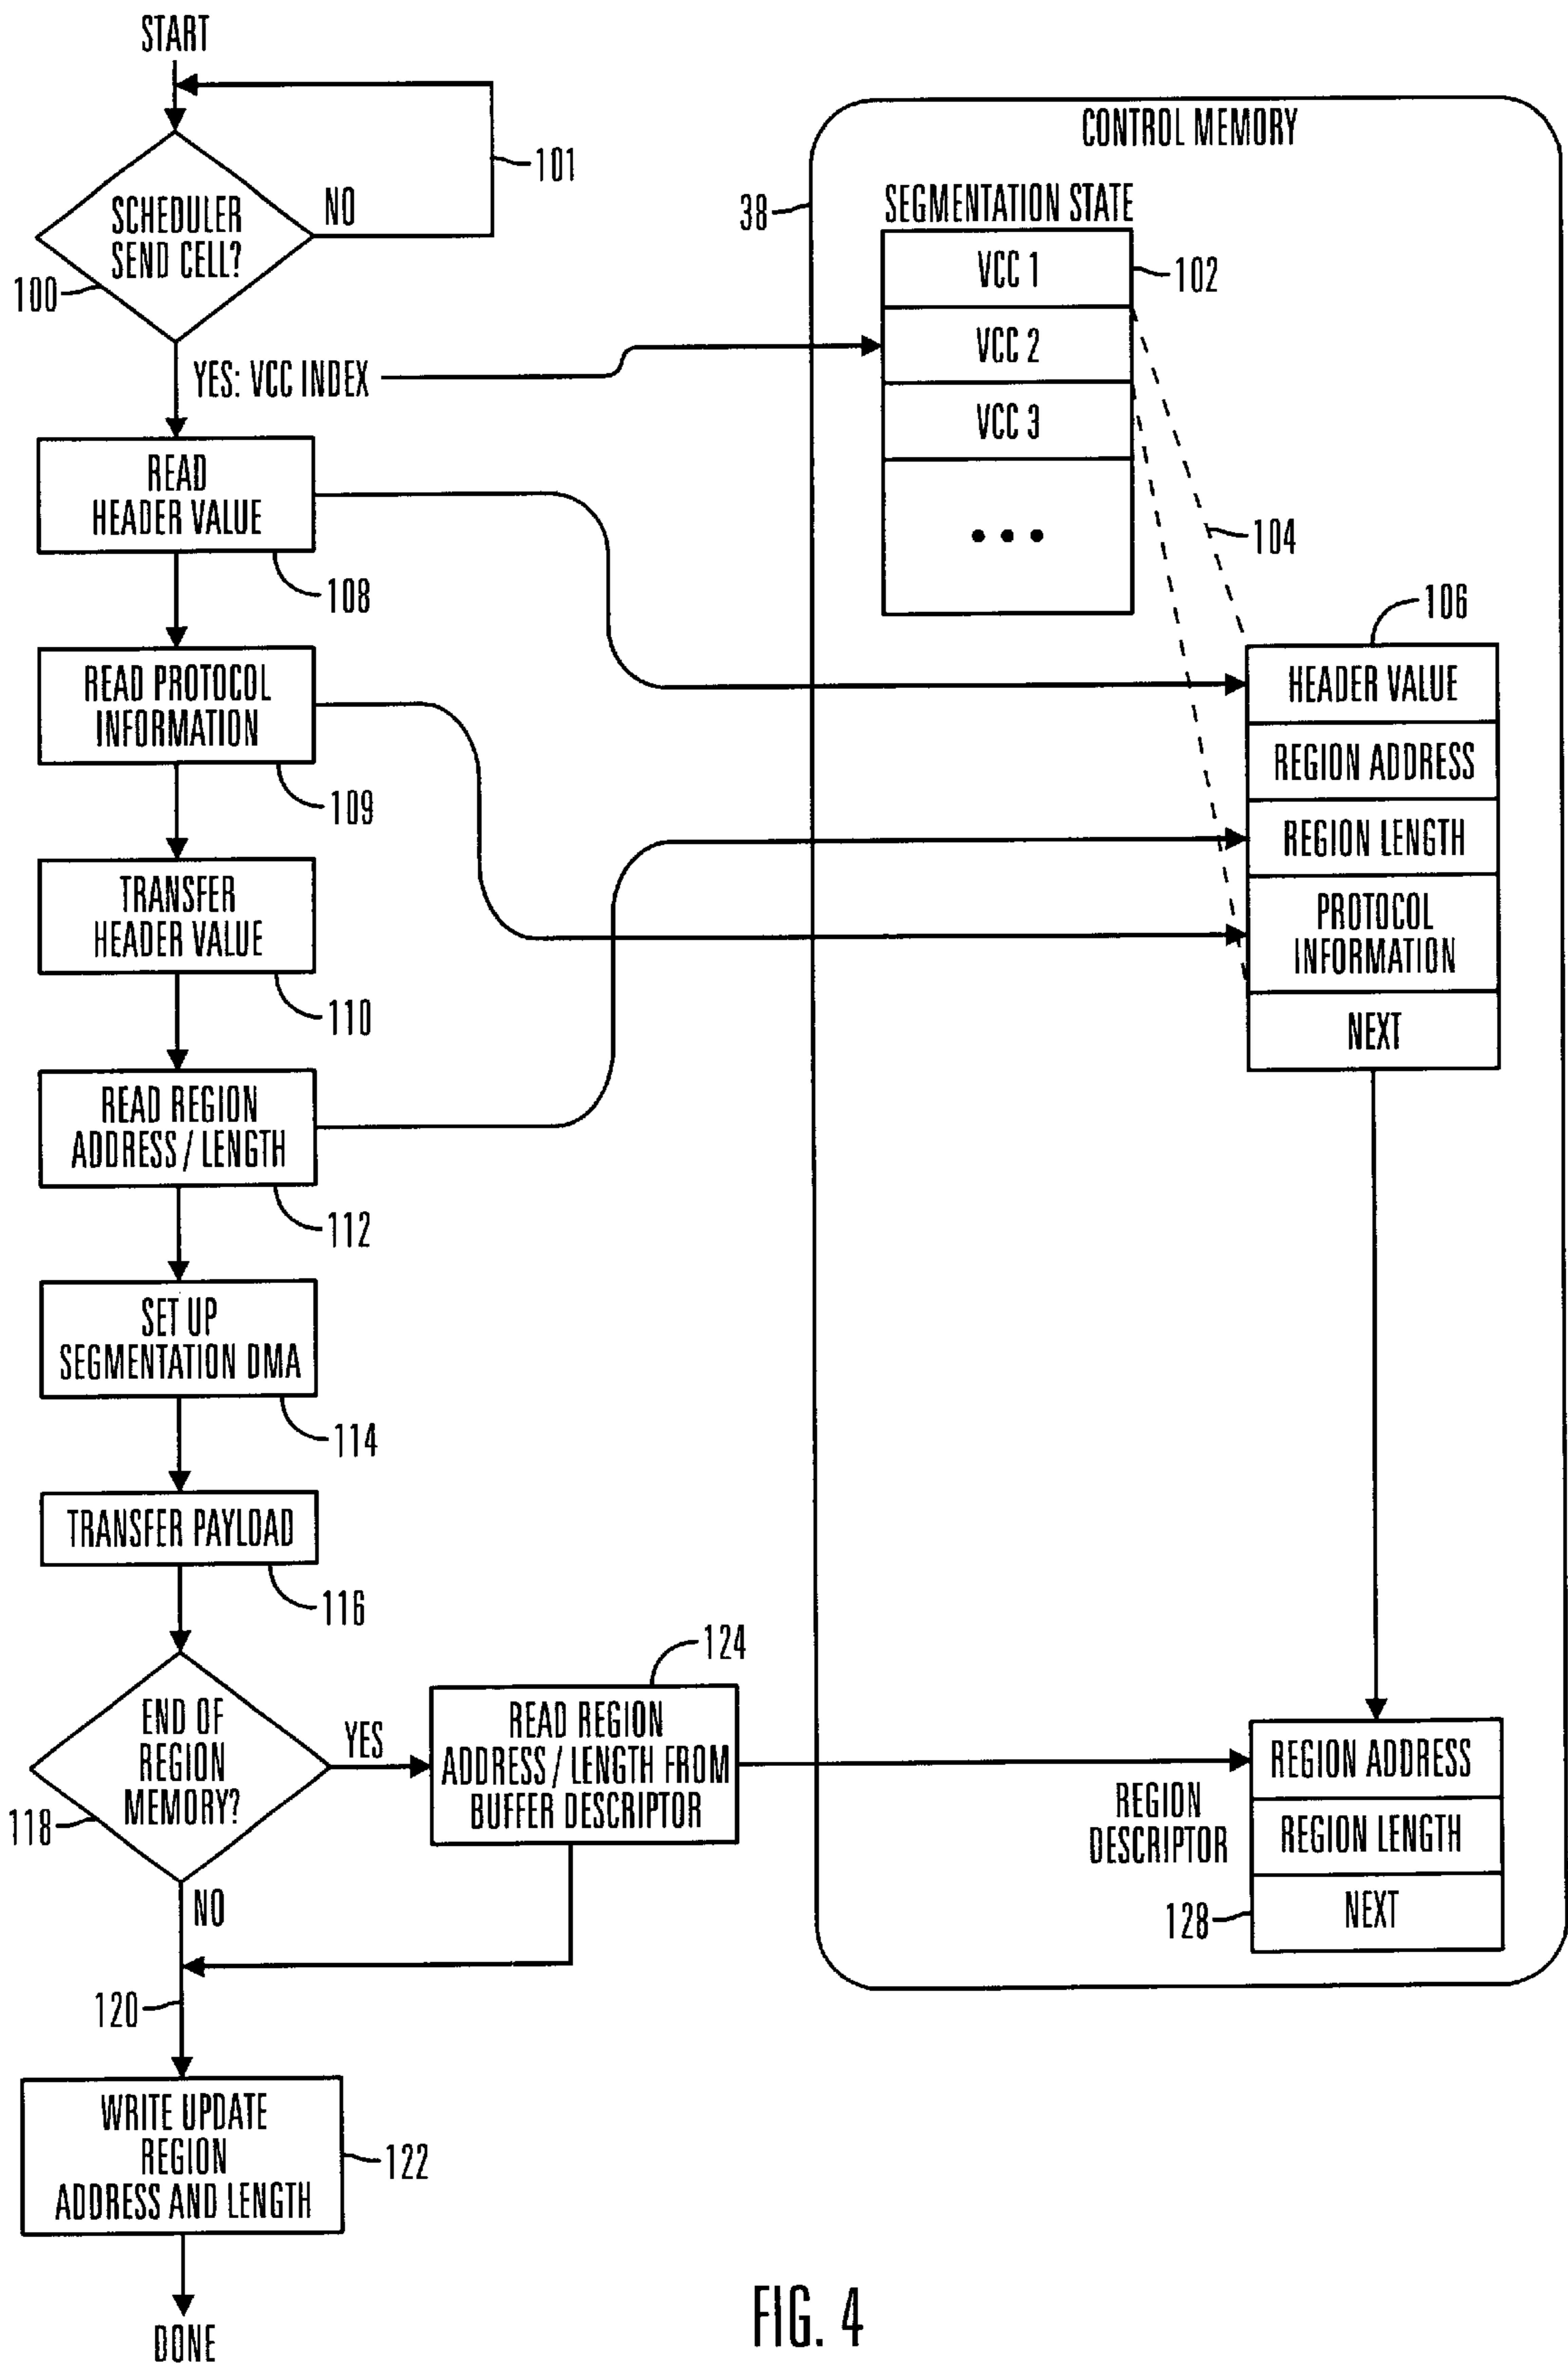 START
SCHEDULER
SEND CELL?
NO
101
100
YES: VCC INDEX
READ
HEADER VALUE
108
READ PROTOCOL
INFORMATION
109
TRANSFER
HEADER VALUE
110
READ REGION
ADDRESS / LENGTH
112
SET UP
SEGMENTATION DMA
114
TRANSFER PAYLOAD
116
END OF
REGION
MEMORY?
118
YES
NO
124
READ REGION
ADDRESS / LENGTH FROM
BUFFER DESCRIPTOR
120
WRITE UPDATE
REGION
ADDRESS AND LENGTH
122
DONE
CONTROL MEMORY
38
SEGMENTATION STATE
VCC 1
102
VCC 2
VCC 3
• • •
104
106
HEADER VALUE
REGION ADDRESS
REGION LENGTH
PROTOCOL
INFORMATION
NEXT
REGION
DESCRIPTOR
REGION ADDRESS
REGION LENGTH
NEXT
128
FIG. 4